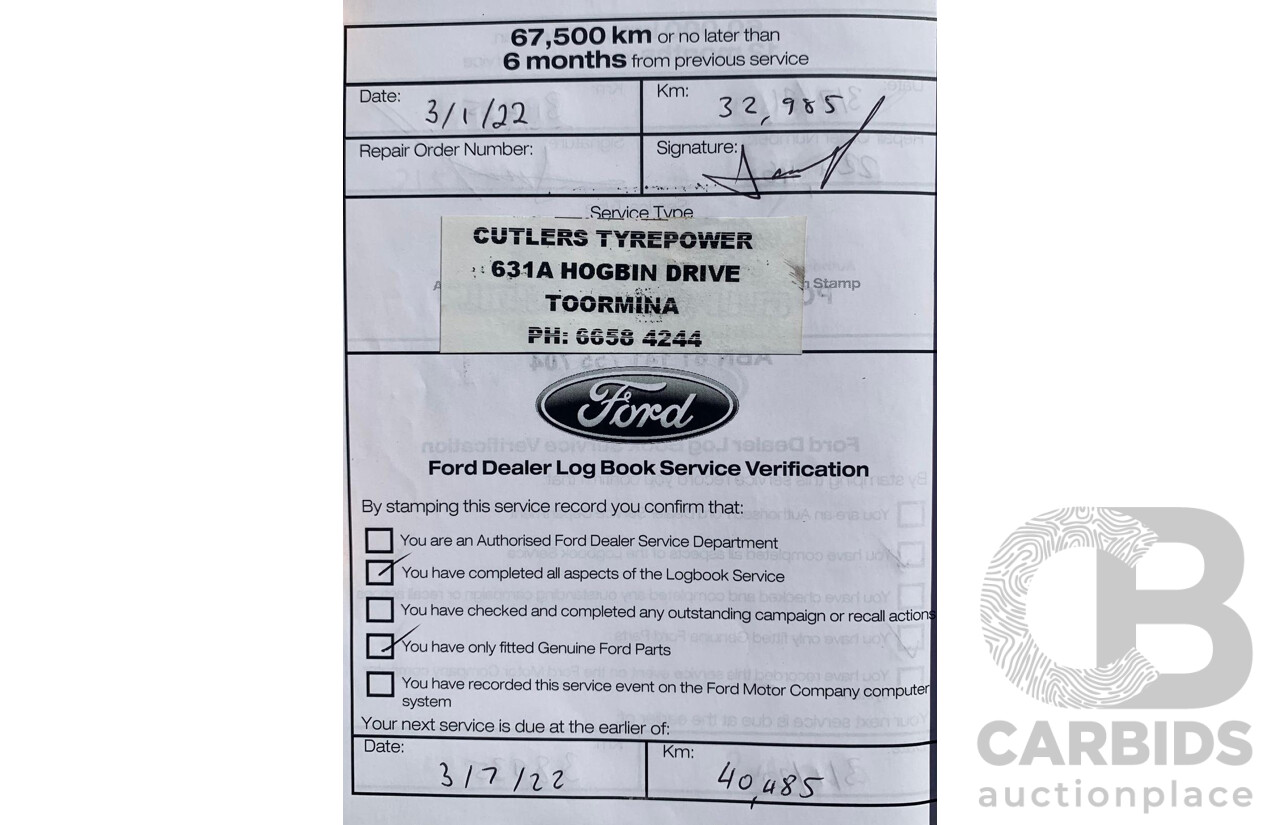 67,500 km or no later than
6 months from previous service
Date: 3/1/22
Km: 32,985
Repair Order Number:
Signature:
Service Type
CUTLERS TYREPOWER
631A HOGBIN DRIVE
TOORMINA
PH: 6658 4244
Stamp
Ford
Ford Dealer Log Book Service Verification
By stamping this service record you confirm that:
You are an Authorised Ford Dealer Service Department
You have completed all aspects of the Logbook Service
You have checked and completed any outstanding campaign or recall actions
You have only fitted Genuine Ford Parts
You have recorded this service event on the Ford Motor Company computer
system
Your next service is due at the earlier of:
Date: 3/7/22
Km: 40,485
CB
CARBIDS
auctionplace